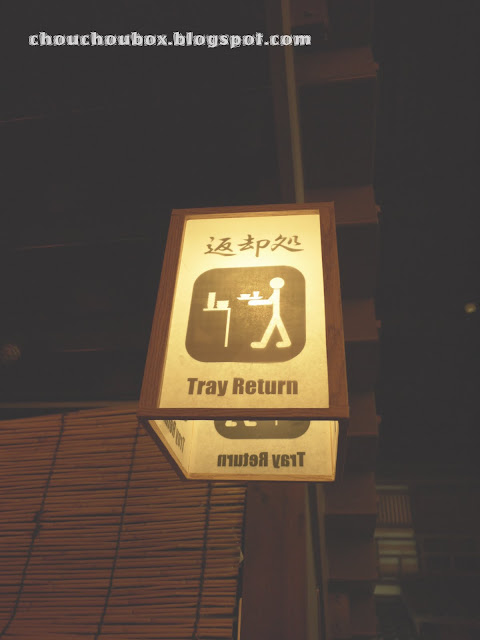 chouchoubox.blogspot.com
返却処
Tray Return
Tray Return